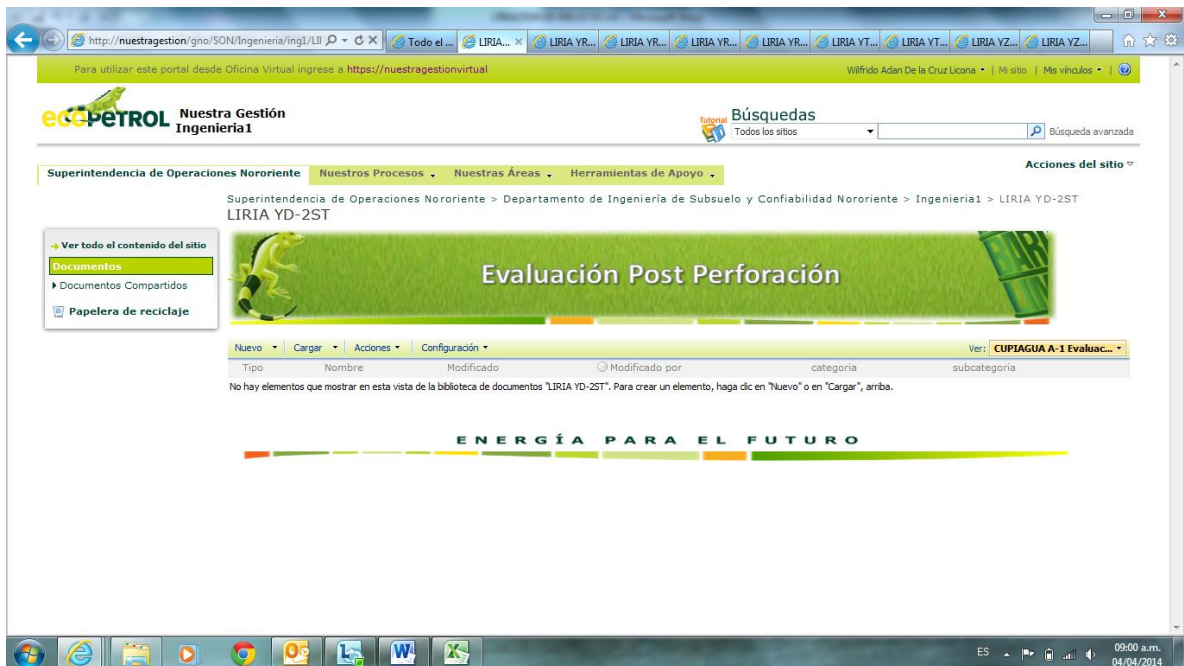 http://nuestragestion/gno/SON/Ingenieria/ing1/LII
Todo el ...
LIRIA...
LIRIA YR...
LIRIA YR...
LIRIA YR...
LIRIA YR...
LIRIA YT...
LIRIA YT...
LIRIA YZ...
LIRIA YZ...
Para utilizar este portal desde Oficina Virtual ingrese a https://nuestragestionvirtual
Wilfrido Adan De la Cruz Licona | Mi sitio | Mis vínculos |
ecoPETROL
Nuestra Gestión
Ingenieria1
Tutorial
Búsquedas
Todos los sitios
Búsqueda avanzada
Acciones del sitio
Superintendencia de Operaciones Nororiente
Nuestros Procesos
Nuestras Áreas
Herramientas de Apoyo
Superintendencia de Operaciones Nororiente > Departamento de Ingeniería de Subsuelo y Confiabilidad Nororiente > Ingenieria1 > LIRIA YD-2ST
LIRIA YD-2ST
Ver todo el contenido del sitio
Documentos
Documentos Compartidos
Papelera de reciclaje
Evaluación Post Perforación
Nuevo
Cargar
Acciones
Configuración
Ver: CUPIAGUA A-1 Evaluac...
Tipo
Nombre
Modificado
Modificado por
categoria
subcategoria
No hay elementos que mostrar en esta vista de la biblioteca de documentos "LIRIA YD-2ST". Para crear un elemento, haga clic en "Nuevo" o en "Cargar", arriba.
ENERGÍA PARA EL FUTURO
ES
09:00 a.m.
04/04/2014